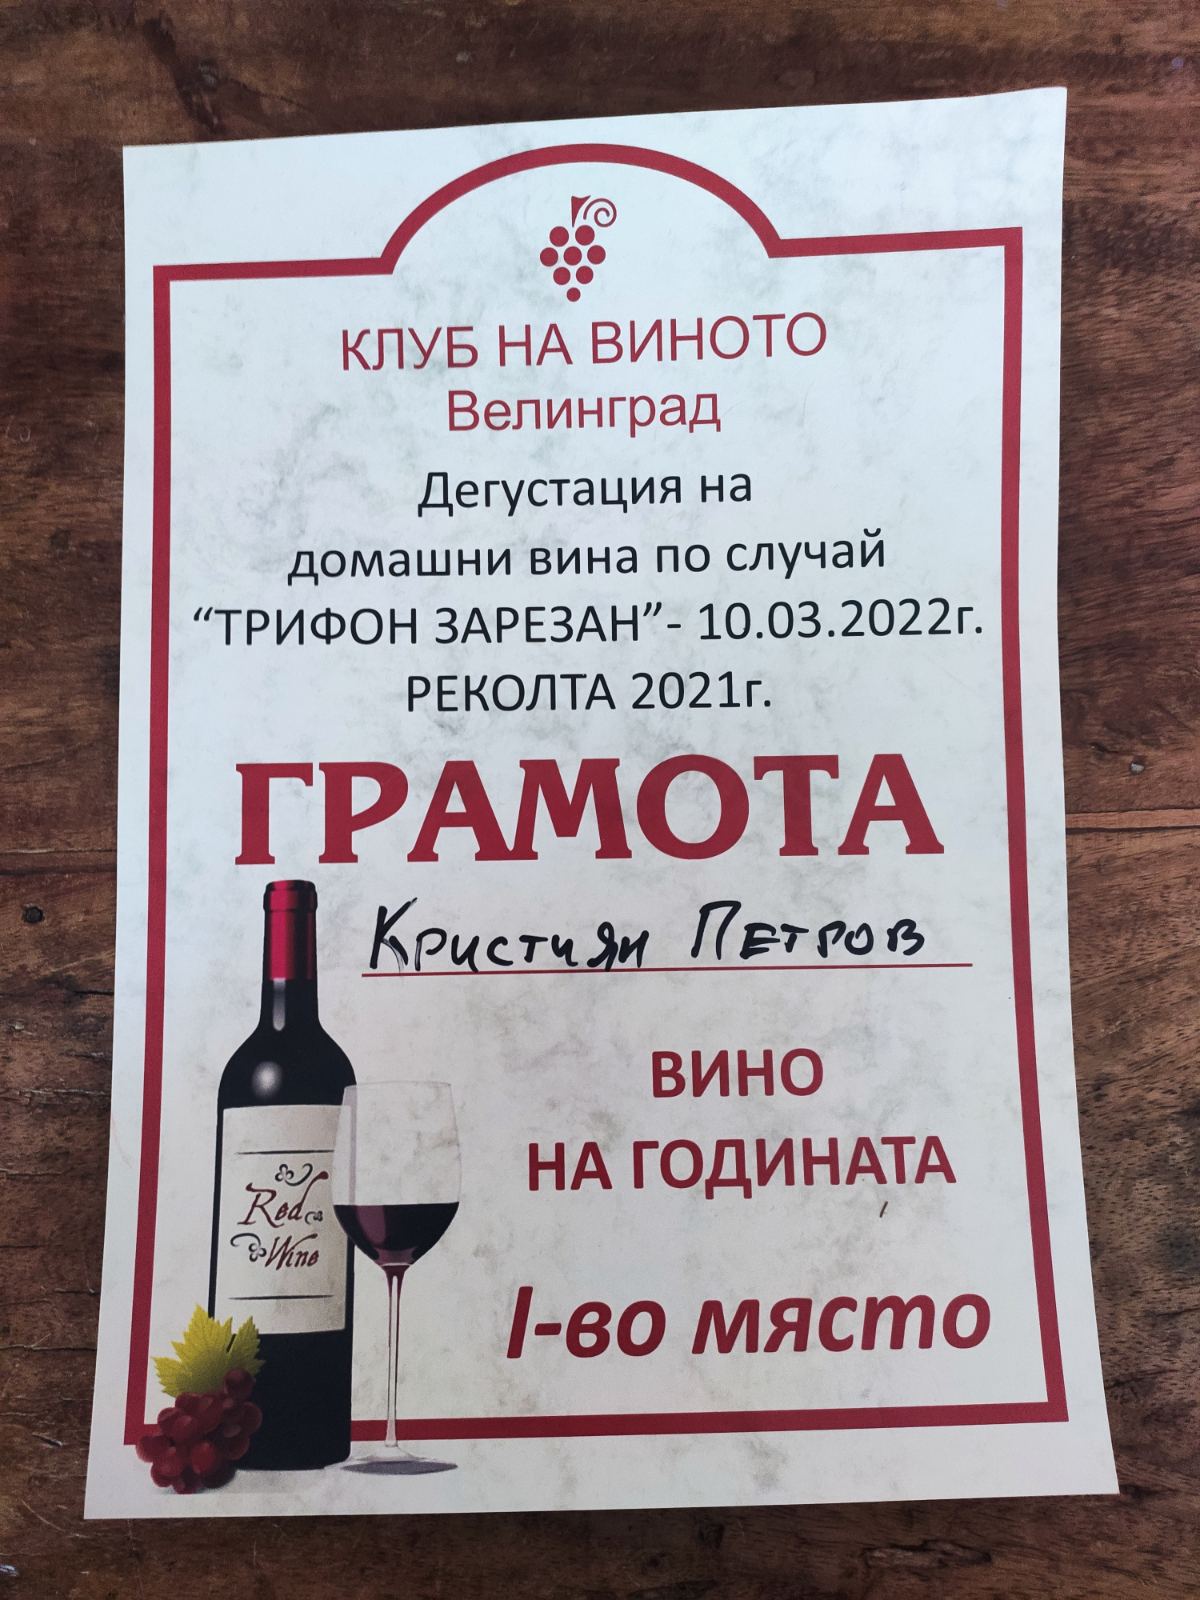 КЛУБ НА ВИНОТО
Велинград
Дегустация на
домашни вина по случай
“ТРИФОН ЗАРЕЗАН”- 10.03.2022г.
РЕКОЛТА 2021г.
ГРАМОТА
Кристиян Петров
ВИНО
НА ГОДИНАТА
I-во място
Red
Wine